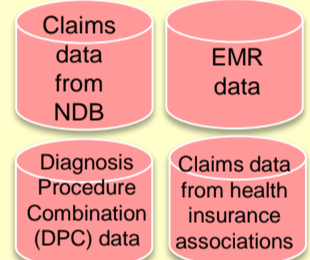 Claims
data
from
NDB
EMR
data
Diagnosis
Procedure
Combination
(DPC) data
Claims data
from health
insurance
associations